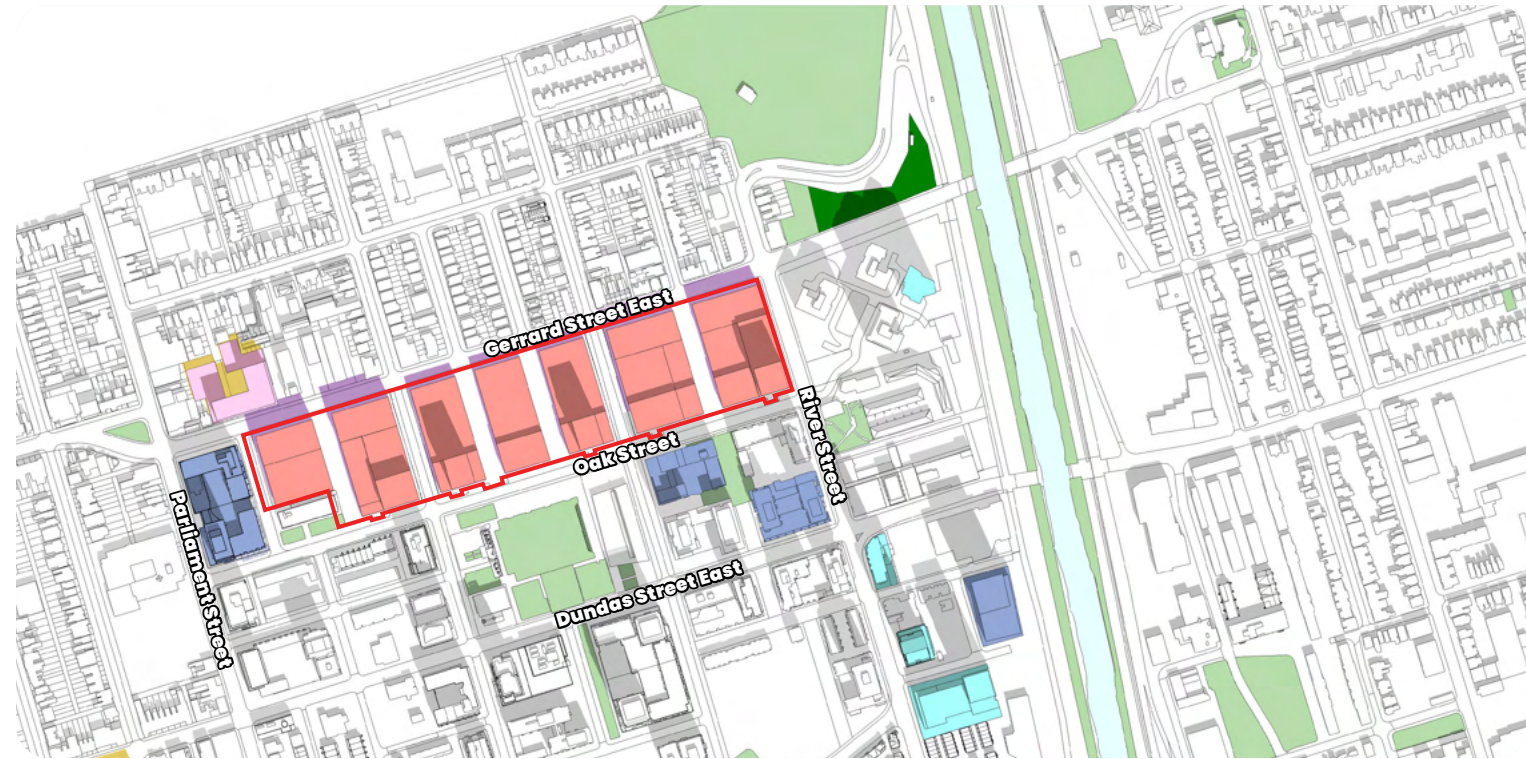 Gerrard Street East
Oak Street
River Street
Parliament Street
Dundas Street East